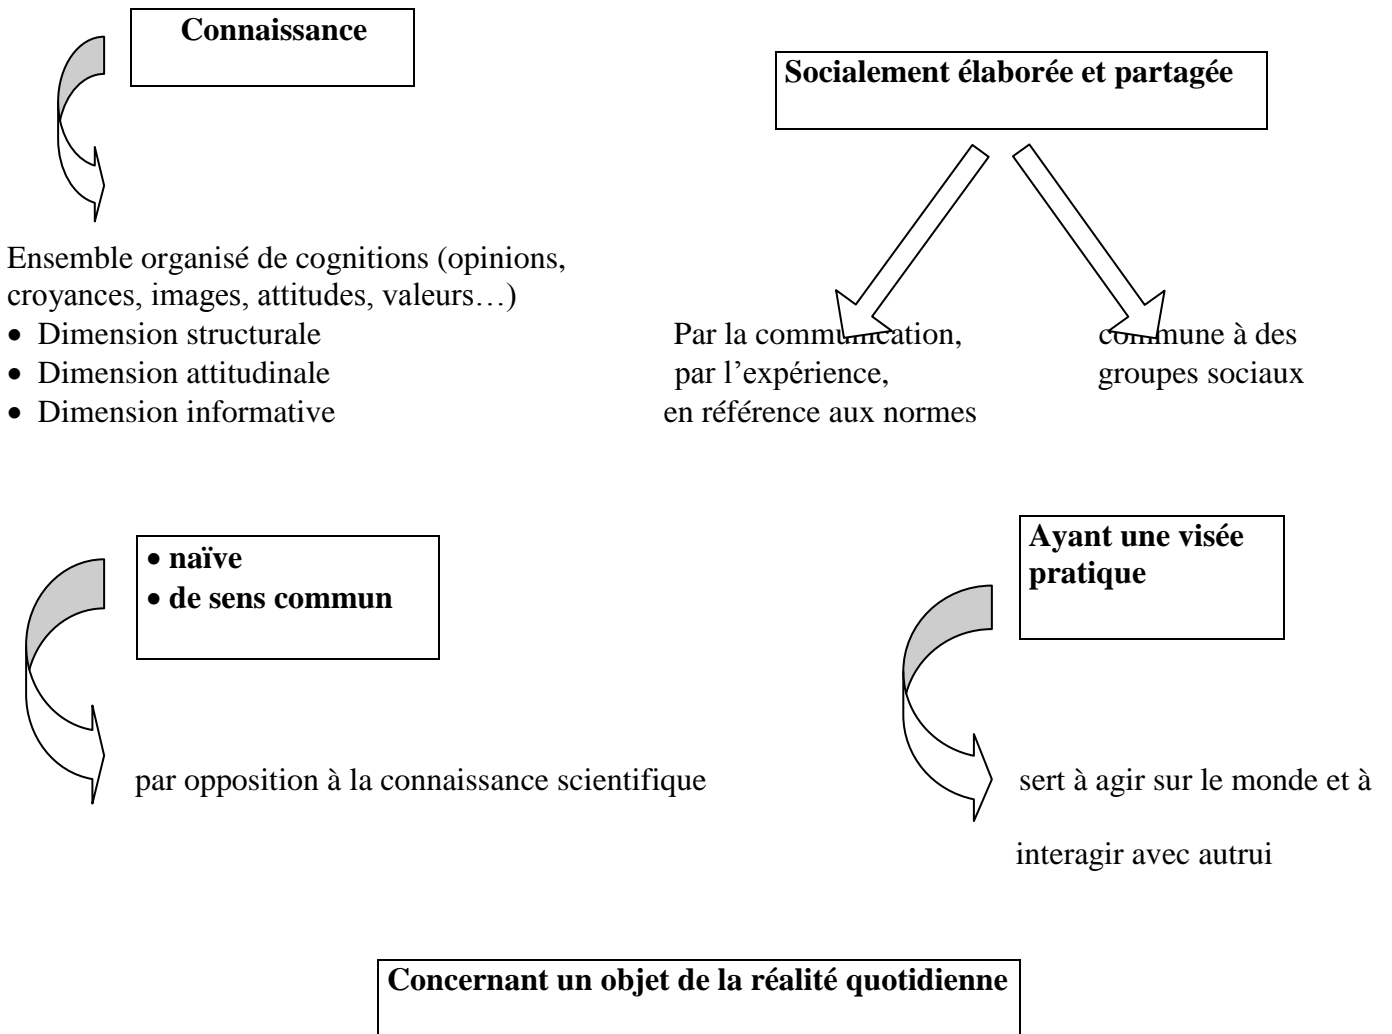 Connaissance
Socialement élaborée et partagée
Ensemble organisé de cognitions (opinions,
croyances, images, attitudes, valeurs…)
• Dimension structurale
• Dimension attitudinale
• Dimension informative
Par la communication,
par l’expérience,
en référence aux normes
commune à des
groupes sociaux
• naïve
• de sens commun
par opposition à la connaissance scientifique
Ayant une visée
pratique
sert à agir sur le monde et à
interagir avec autrui
Concernant un objet de la réalité quotidienne